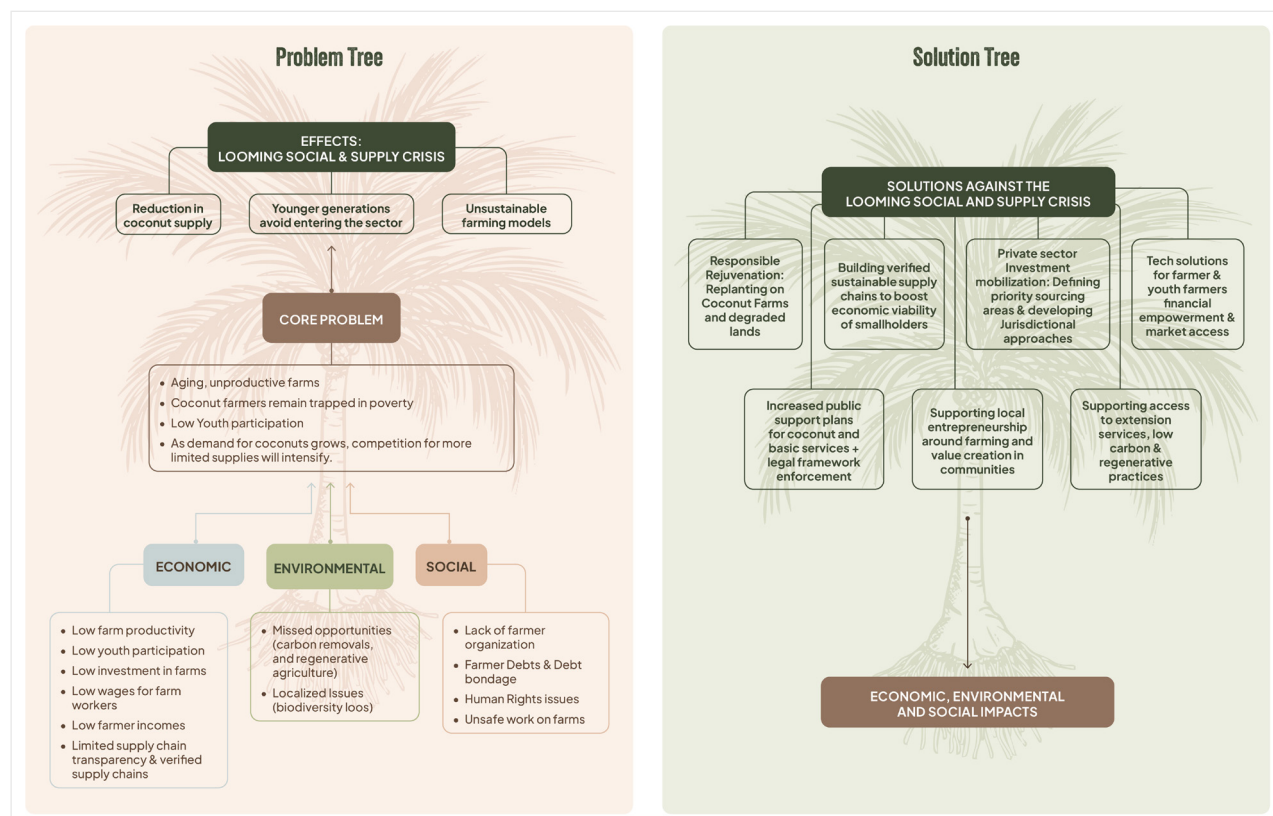 Problem Tree
EFFECTS:
LOOMING SOCIAL & SUPPLY CRISIS
Reduction in
coconut supply
Younger generations
avoid entering the sector
Unsustainable
farming models
CORE PROBLEM
• Aging, unproductive farms
• Coconut farmers remain trapped in poverty
• Low Youth participation
• As demand for coconuts grows, competition for more
limited supplies will intensify.
ECONOMIC
• Low farm productivity
• Low youth participation
• Low investment in farms
• Low wages for farm
workers
• Low farmer incomes
• Limited supply chain
transparency & verified
supply chains
ENVIRONMENTAL
• Missed opportunities
(carbon removals,
and regenerative
agriculture)
• Localized Issues
(biodiversity loos)
SOCIAL
• Lack of farmer
organization
• Farmer Debts & Debt
bondage
• Human Rights issues
• Unsafe work on farms
Solution Tree
SOLUTIONS AGAINST THE
LOOMING SOCIAL AND SUPPLY CRISIS
Responsible
Rejuvenation:
Replanting on
Coconut Farms
and degraded
lands
Building verified
sustainable supply
chains to boost
economic viability
of smallholders
Private sector
Investment
mobilization: Defining
priority sourcing
areas & developing
Jurisdictional
approaches
Tech solutions
for farmer &
youth farmers
financial
empowerment &
market access
Increased public
support plans
for coconut and
basic services +
legal framework
enforcement
Supporting local
entrepreneurship
around farming and
value creation in
communities
Supporting access
to extension
services, low
carbon &
regenerative
practices
ECONOMIC, ENVIRONMENTAL
AND SOCIAL IMPACTS